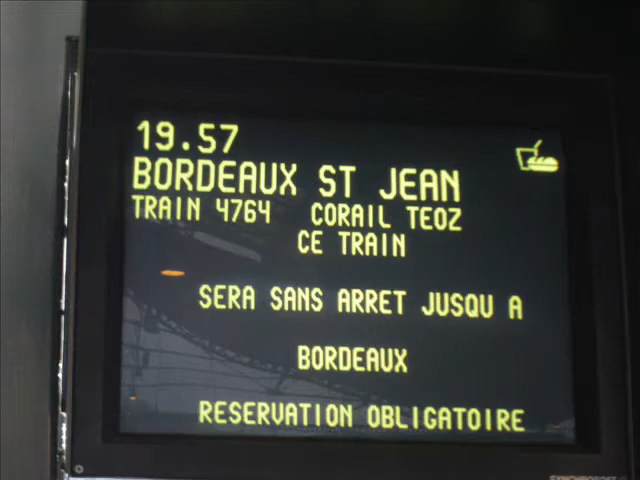 19.57
BORDEAUX ST JEAN
TRAIN 4764 CORAIL TEOZ
CE TRAIN
SERA SANS ARRET JUSQU A
BORDEAUX
RESERVATION OBLIGATOIRE